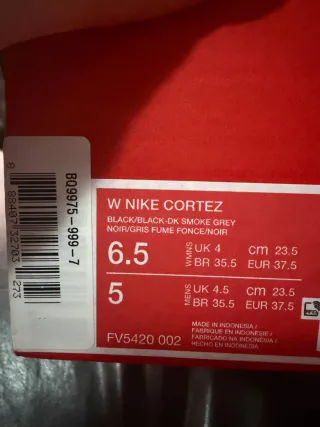 BQ9975-999-7
W NIKE CORTEZ
BLACK/BLACK-DK SMOKE GREY
NOIR/GRIS FUME FONCE/NOIR
6.5 WMNS UK 4 cm 23.5
BR 35.5 EUR 37.5
5 MENS UK 4.5 cm 23.5
BR 35.5 EUR 37.5
MADE IN INDONESIA /
FABRIQUE EN INDONESIE /
FABRICADO NA INDONESIA /
HECHO EN INDONESIA
FV5420 002